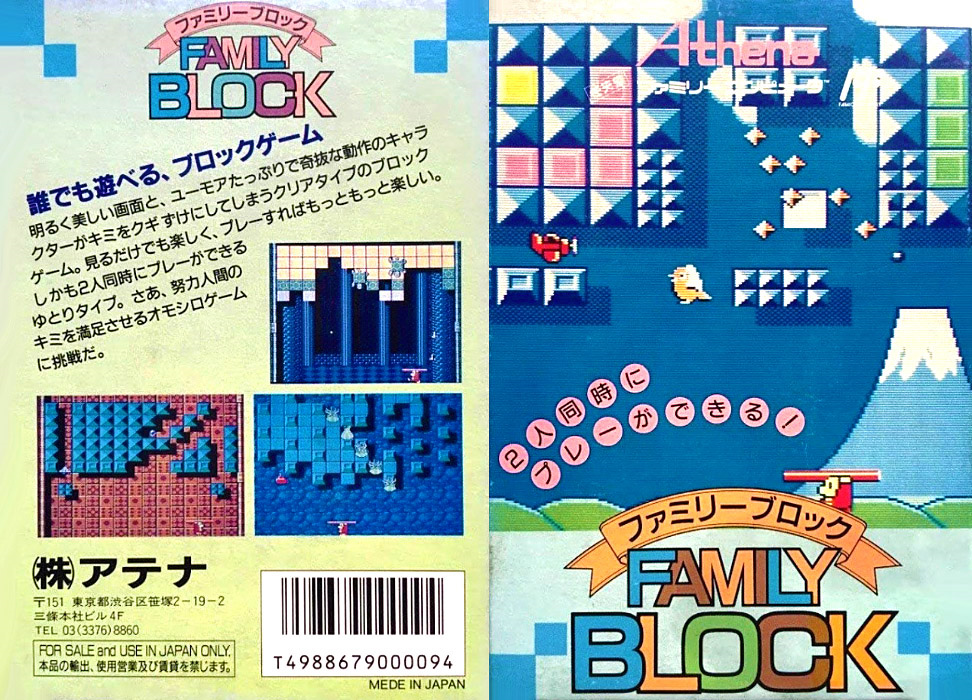 ファミリーブロック
FAMILY
BLOCK
誰でも遊べる、ブロックゲーム
明るく美しい画面と、ユーモアたっぷりで奇抜な動作のキャラ
クターがキミをクギずけにしてしまうクリアタイプのブロック
ゲーム。見るだけでも楽しく、プレーすればもっともっと楽しい。
しかも2人同時にプレーができる
ゆとりタイプ。さあ、努力人間の
キミを満足させるオモシロゲーム
に挑戦だ。
㈱アテナ
〒151 東京都渋谷区笹塚2-19-2
三條本社ビル4F
TEL 03(3376)8860
FOR SALE and USE IN JAPAN ONLY.
本品の輸出、使用営業及び賃貸を禁じます。
T4988679000094
MEDE IN JAPAN
Athena
ファミリーコンピュータ
2人同時に
プレーができる!
ファミリーブロック
FAMILY
BLOCK